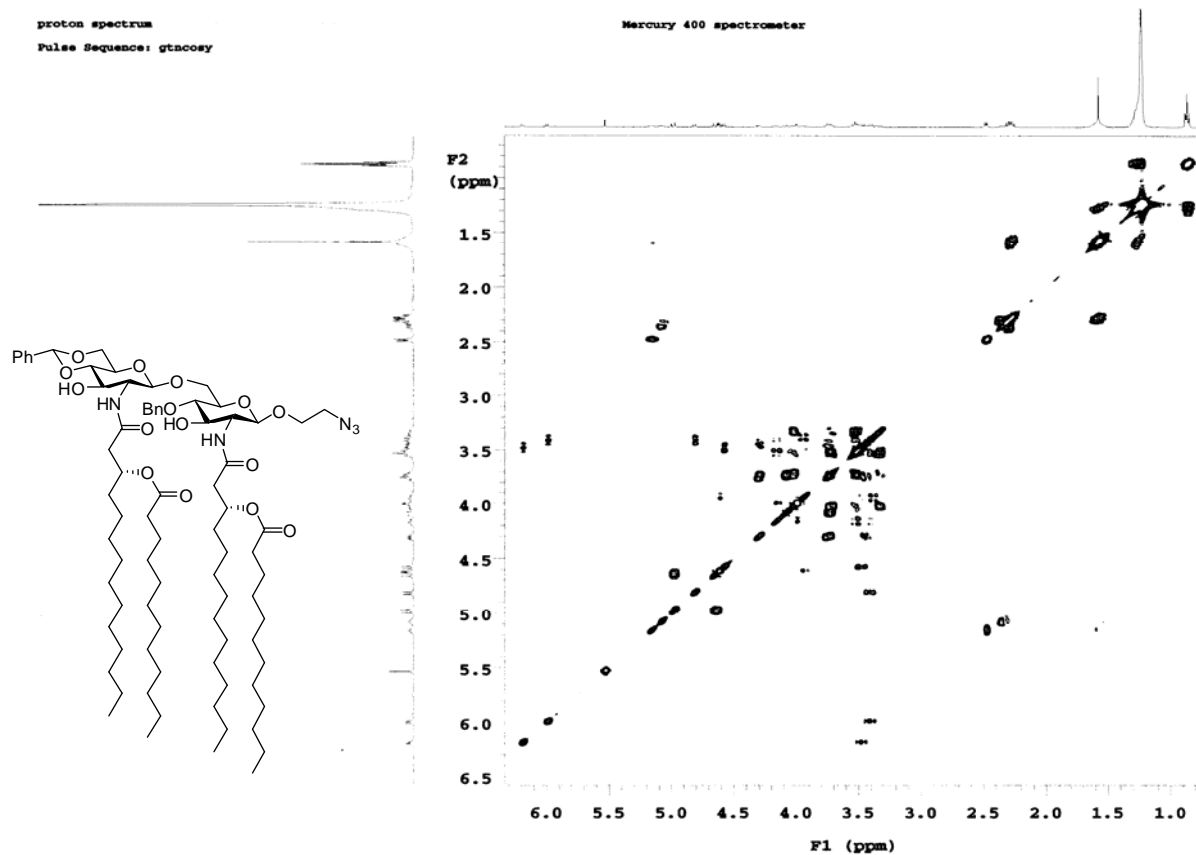 proton spectrum
Pulse Sequence: gtncosy
Mercury 400 spectrometer
F2
(ppm)
1.5
2.0
2.5
3.0
3.5
4.0
4.5
5.0
5.5
6.0
6.5
6.0 5.5 5.0 4.5 4.0 3.5 3.0 2.5 2.0 1.5 1.0
F1 (ppm)
Ph
O
O
O
HO
N
H
O
O
BnO
HO
O
O
N3
N
H
O
O
O
O
O
O